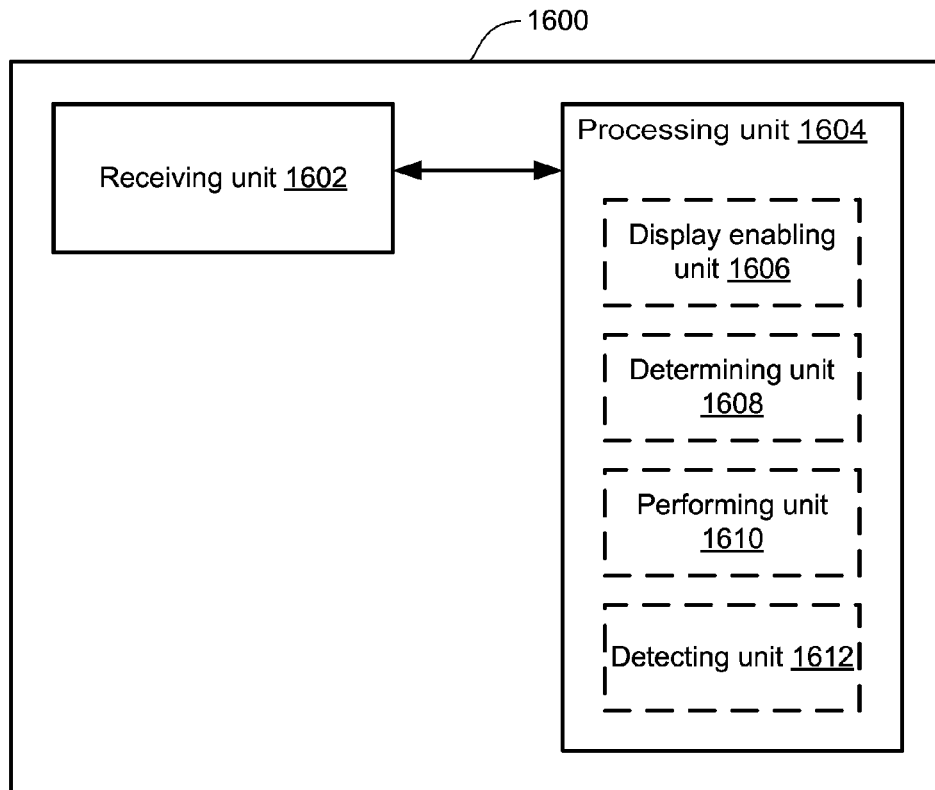 1600
Receiving unit 1602
Processing unit 1604
Display enabling
unit 1606
Determining unit
1608
Performing unit
1610
Detecting unit 1612